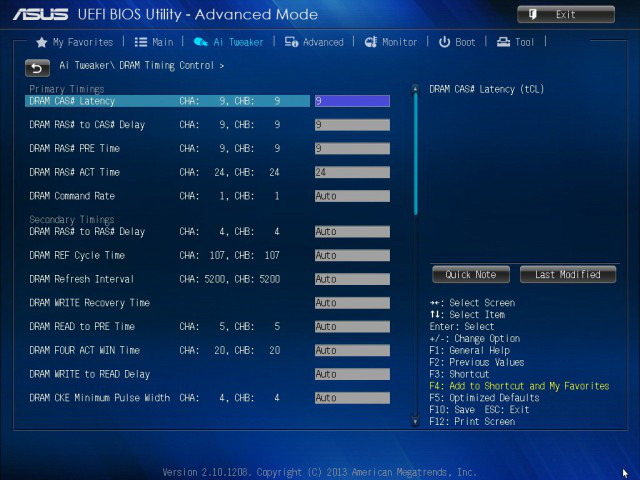 ASUS UEFI BIOS Utility - Advanced Mode Exit
My Favorites Main Ai Tweaker Advanced Monitor Boot Tool
Ai Tweaker\ DRAM Timing Control >
Primary Timings
DRAM CAS# Latency CHA: 9, CHB: 9 9
DRAM RAS# to CAS# Delay CHA: 9, CHB: 9 9
DRAM RAS# PRE Time CHA: 9, CHB: 9 9
DRAM RAS# ACT Time CHA: 24, CHB: 24 24
DRAM Command Rate CHA: 1, CHB: 1 Auto
Secondary Timings
DRAM RAS# to RAS# Delay CHA: 4, CHB: 4 Auto
DRAM REF Cycle Time CHA: 107, CHB: 107 Auto
DRAM Refresh Interval CHA: 5200, CHB: 5200 Auto
DRAM WRITE Recovery Time Auto
DRAM READ to PRE Time CHA: 5, CHB: 5 Auto
DRAM FOUR ACT WIN Time CHA: 20, CHB: 20 Auto
DRAM WRITE to READ Delay Auto
DRAM CKE Minimum Pulse Width CHA: 4, CHB: 4 Auto
DRAM CAS# Latency (tCL)
Quick Note Last Modified
→←: Select Screen
↑↓: Select Item
Enter: Select
+/-: Change Option
F1: General Help
F2: Previous Values
F3: Shortcut
F4: Add to Shortcut and My Favorites
F5: Optimized Defaults
F10: Save ESC: Exit
F12: Print Screen
Version 2.10.1208. Copyright (C) 2013 American Megatrends, Inc.